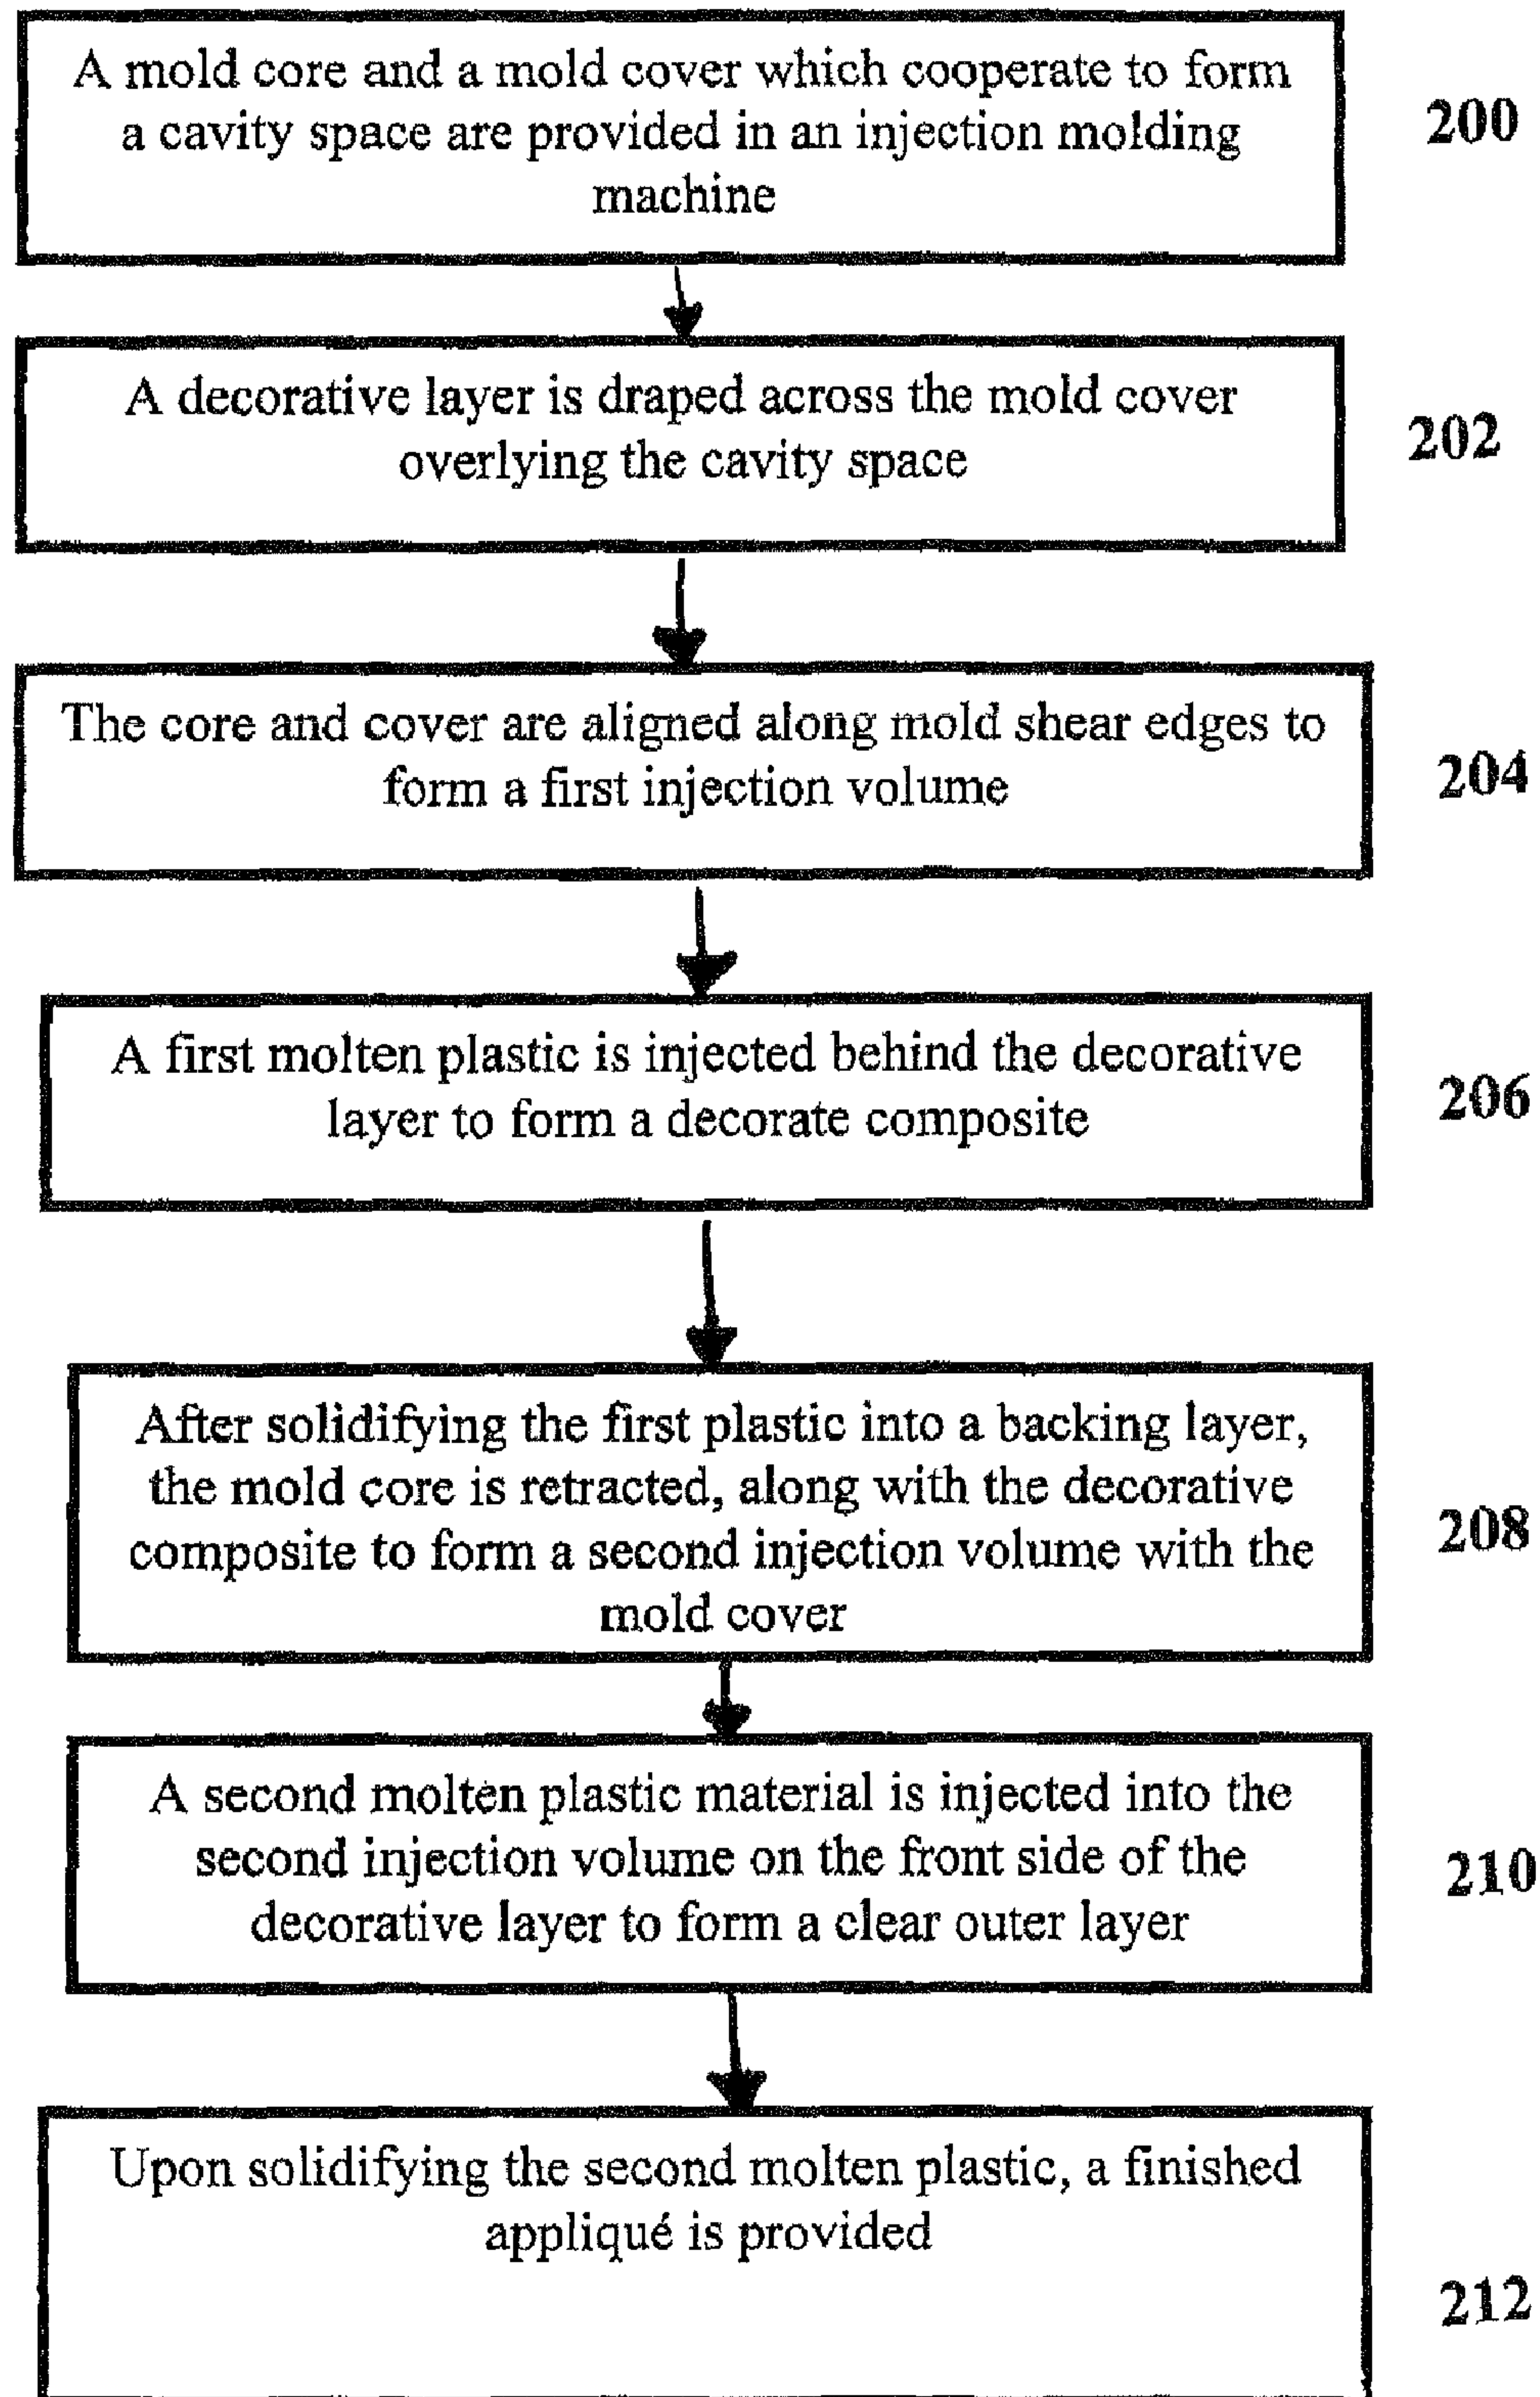 A mold core and a mold cover which cooperate to form
a cavity space are provided in an injection molding
machine
200
A decorative layer is draped across the mold cover
overlying the cavity space
202
The core and cover are aligned along mold shear edges to
form a first injection volume
204
A first molten plastic is injected behind the decorative
layer to form a decorate composite
206
After solidifying the first plastic into a backing layer,
the mold core is retracted, along with the decorative
composite to form a second injection volume with the
mold cover
208
A second molten plastic material is injected into the
second injection volume on the front side of the
decorative layer to form a clear outer layer
210
Upon solidifying the second molten plastic, a finished
appliqué is provided
212